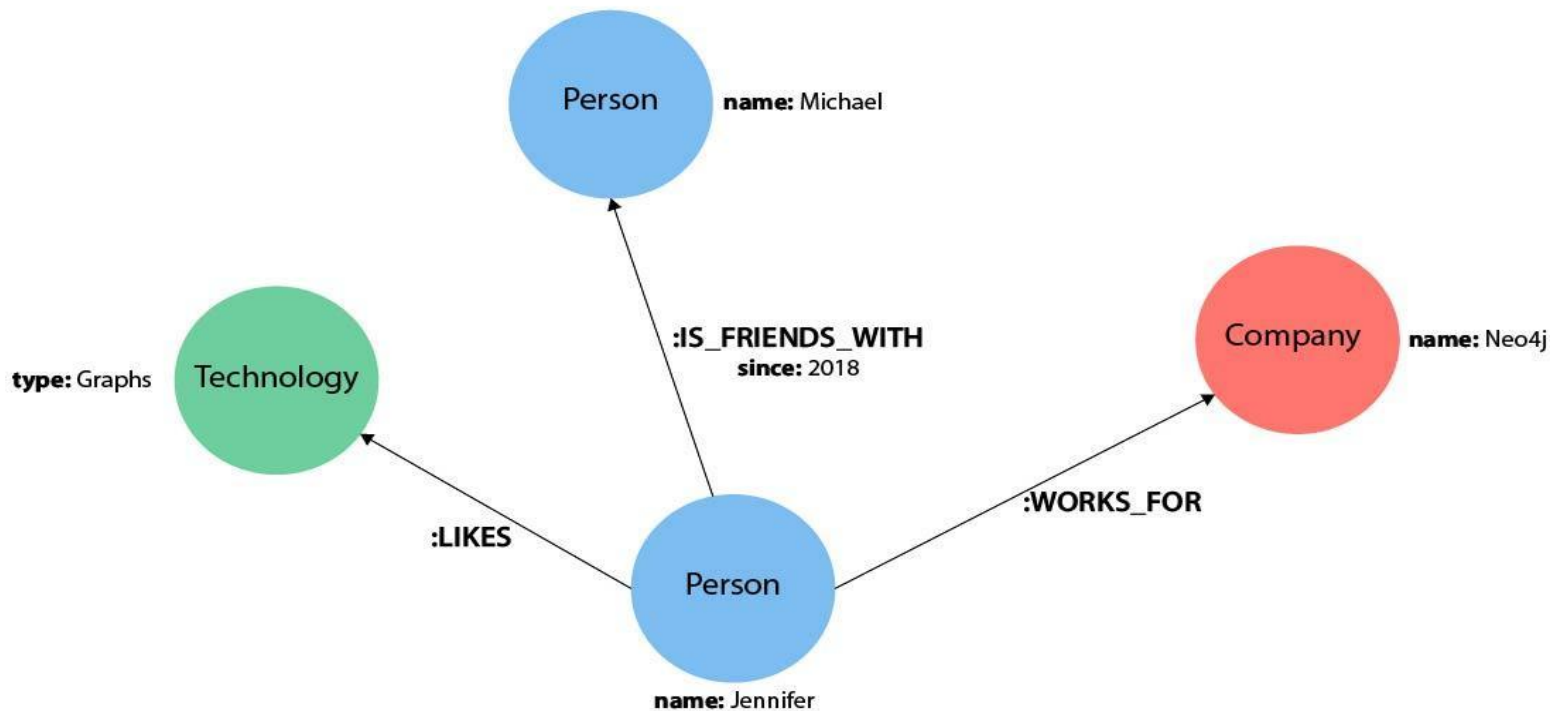 Person
name: Michael
:IS_FRIENDS_WITH
since: 2018
Company
name: Neo4j
type: Graphs
Technology
:LIKES
:WORKS_FOR
Person
name: Jennifer